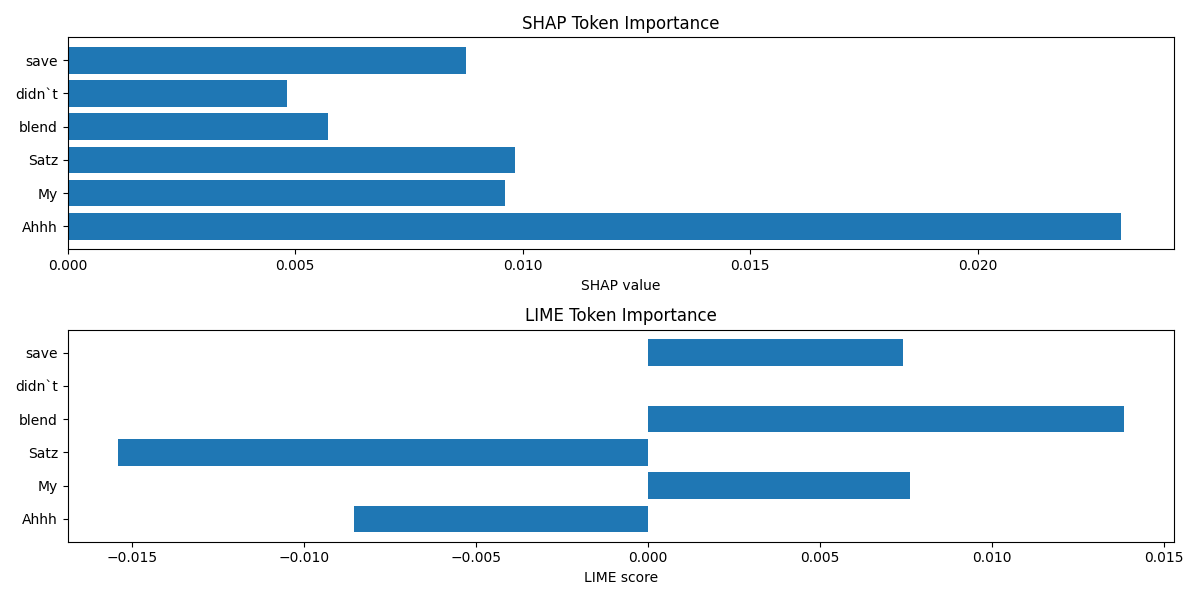 SHAP Token Importance
save
didn`t
blend
Satz
My
Ahhh
0.000 0.005 0.010 0.015 0.020
SHAP value
LIME Token Importance
save
didn`t
blend
Satz
My
Ahhh
−0.015 −0.010 −0.005 0.000 0.005 0.010 0.015
LIME score